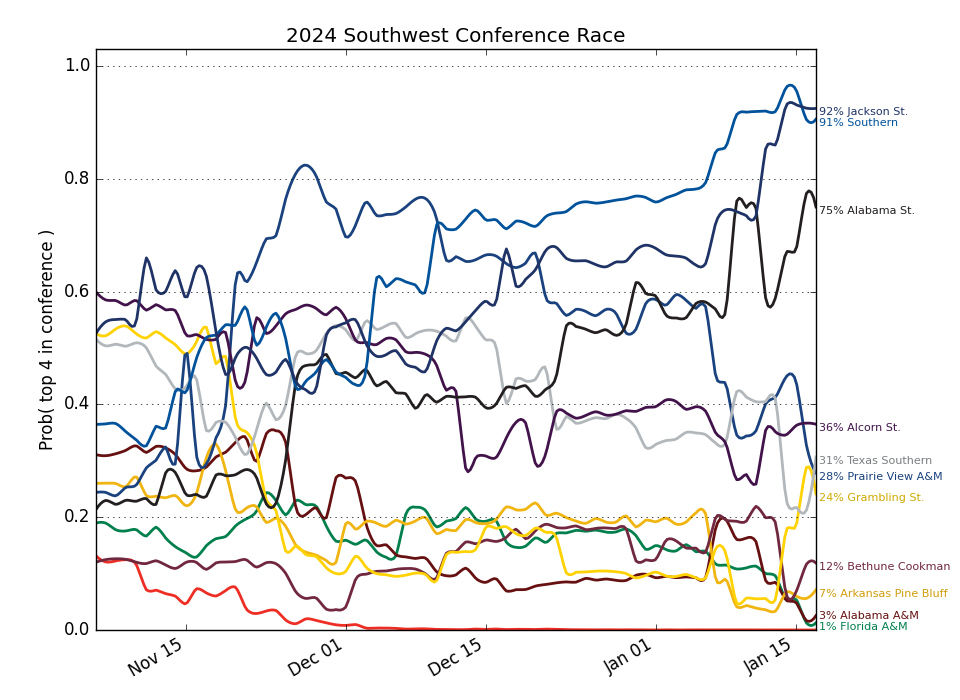 2024 Southwest Conference Race
Prob( top 4 in conference )
1.0
0.8
0.6
0.4
0.2
0.0
Nov 15
Dec 01
Dec 15
Jan 01
Jan 15
92% Jackson St.
91% Southern
75% Alabama St.
36% Alcorn St.
31% Texas Southern
28% Prairie View A&M
24% Grambling St.
12% Bethune Cookman
7% Arkansas Pine Bluff
3% Alabama A&M
1% Florida A&M